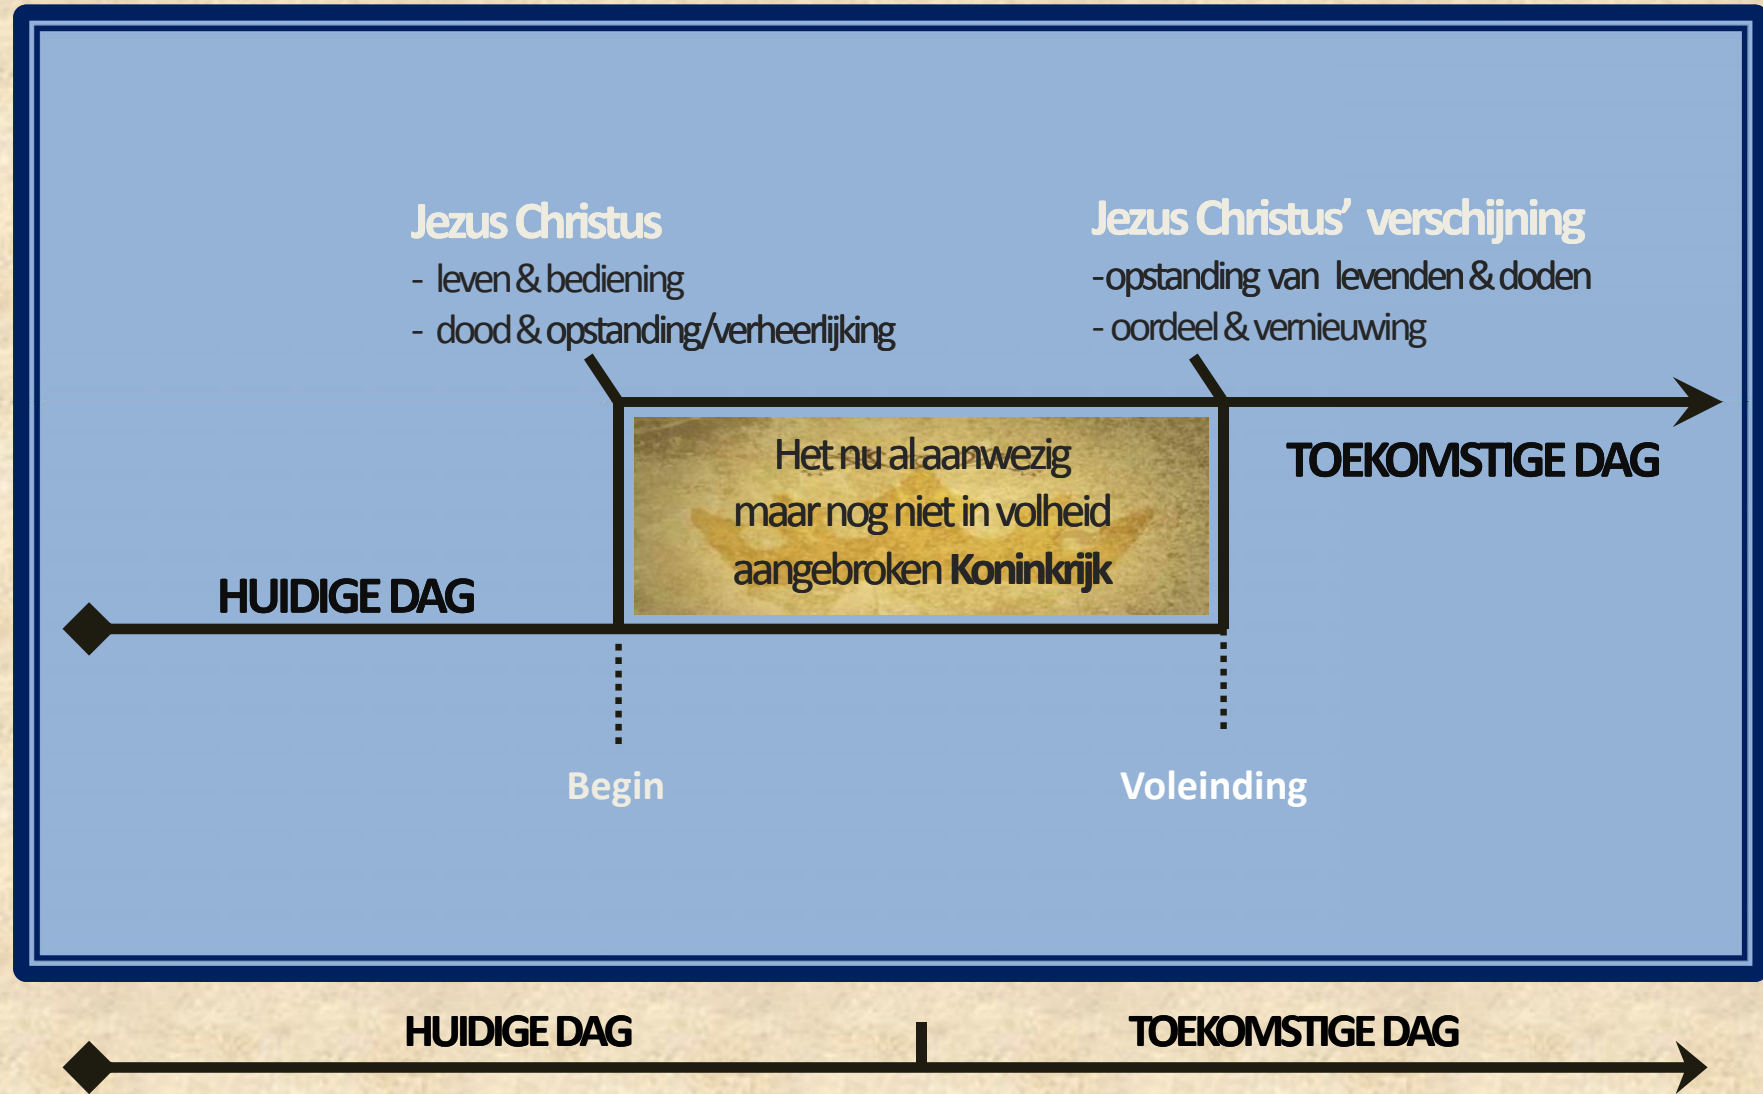 Jezus Christus
- leven & bediening
- dood & opstanding/verheerlijking
Jezus Christus’ verschijning
-opstanding van levenden & doden
- oordeel & vernieuwing
Het nu al aanwezig
maar nog niet in volheid
aangebroken Koninkrijk
TOEKOMSTIGE DAG
HUIDIGE DAG
Begin
Voleinding
HUIDIGE DAG
TOEKOMSTIGE DAG